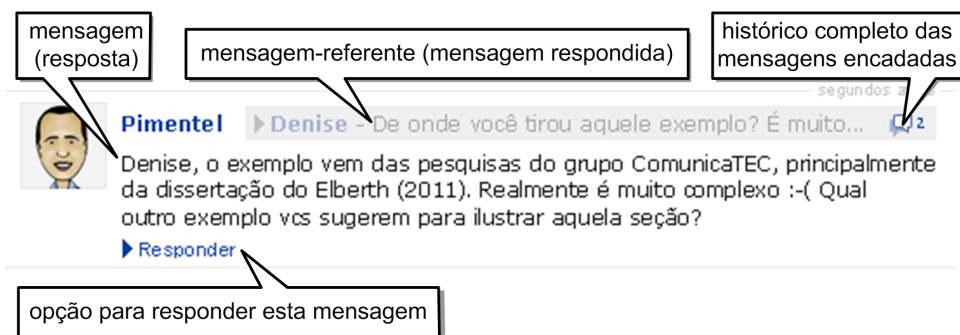 mensagem
(resposta)
mensagem-referente (mensagem respondida)
histórico completo das
mensagens encadadas
segundos
Pimentel Denise - De onde você tirou aquele exemplo? É muito... 2
Denise, o exemplo vem das pesquisas do grupo ComunicaTEC, principalmente
da dissertação do Elberth (2011). Realmente é muito complexo :-( Qual
outro exemplo vcs sugerem para ilustrar aquela seção?
Responder
opção para responder esta mensagem